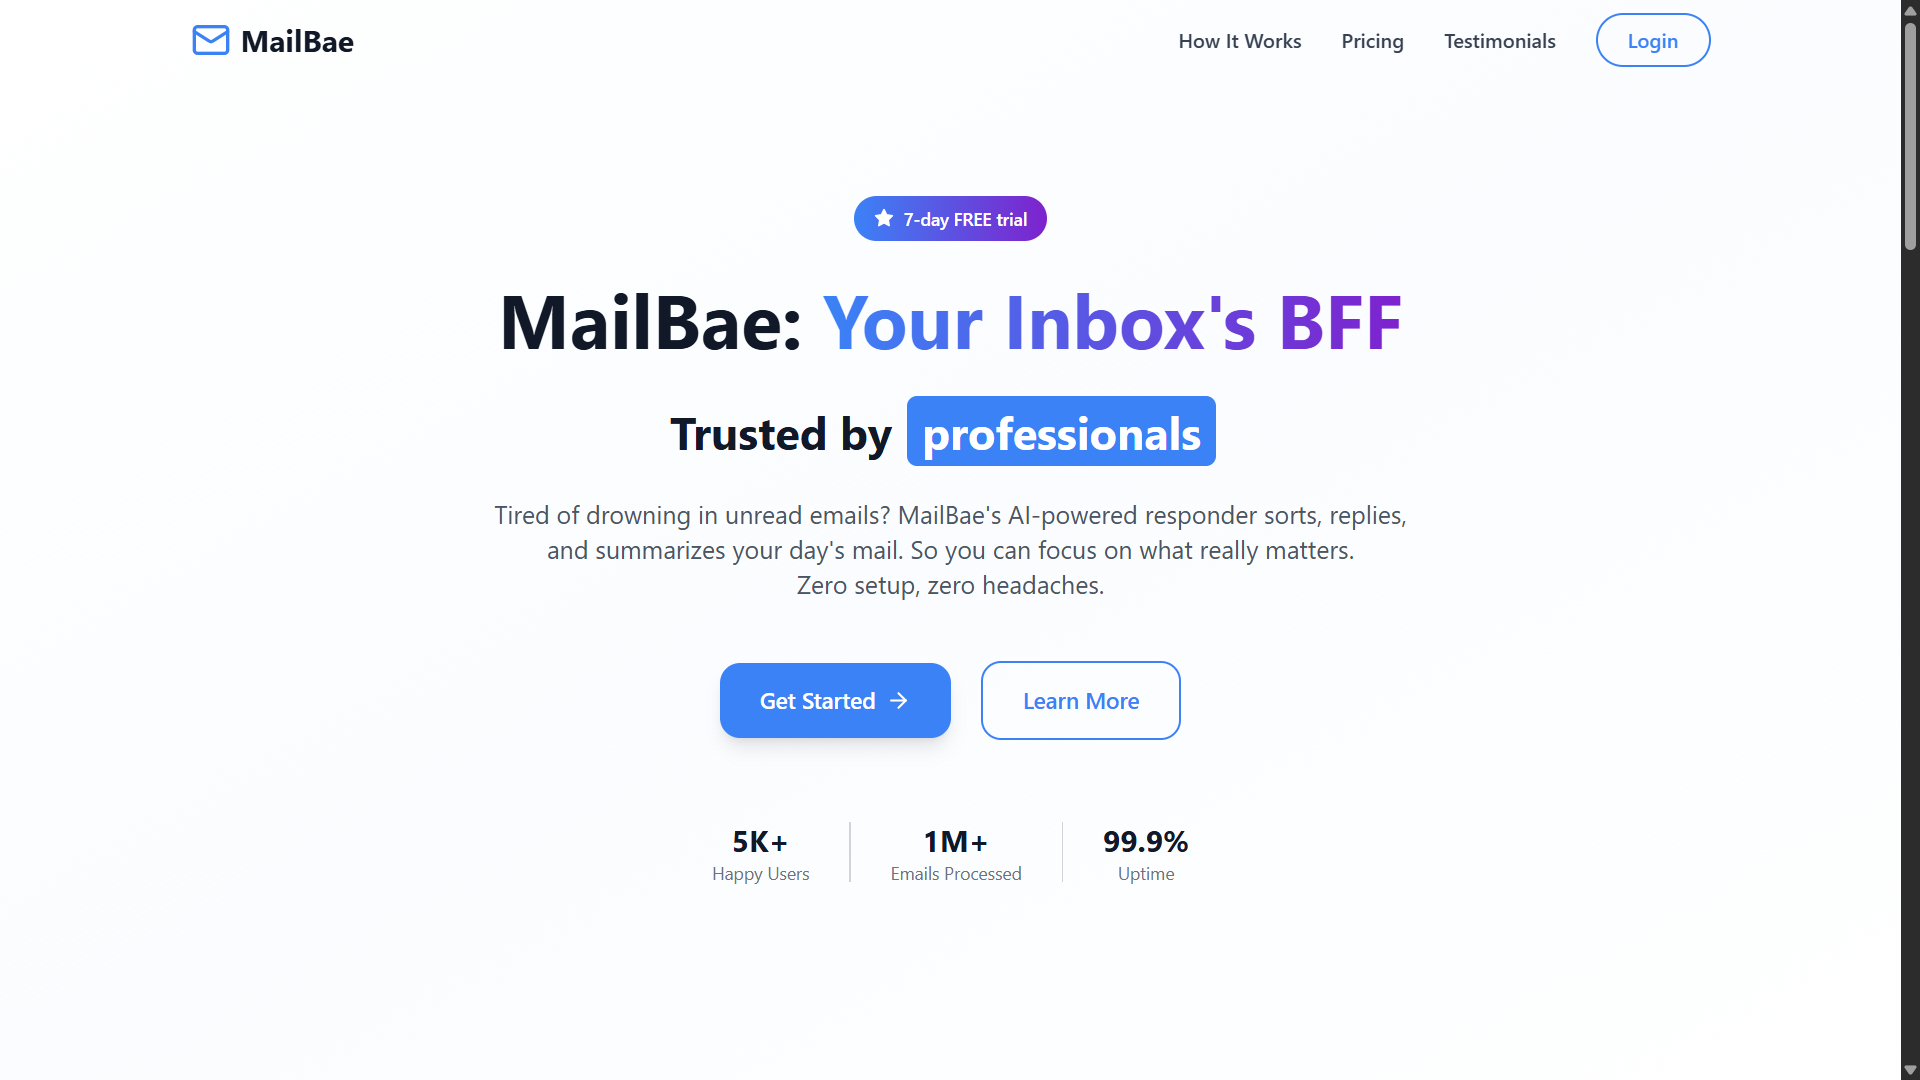 MailBae
How It Works
Pricing
Testimonials
Login
7-day FREE trial
MailBae: Your Inbox's BFF
Trusted by professionals
Tired of drowning in unread emails? MailBae's AI-powered responder sorts, replies,
and summarizes your day's mail. So you can focus on what really matters.
Zero setup, zero headaches.
Get Started
Learn More
5K+
Happy Users
1M+
Emails Processed
99.9%
Uptime